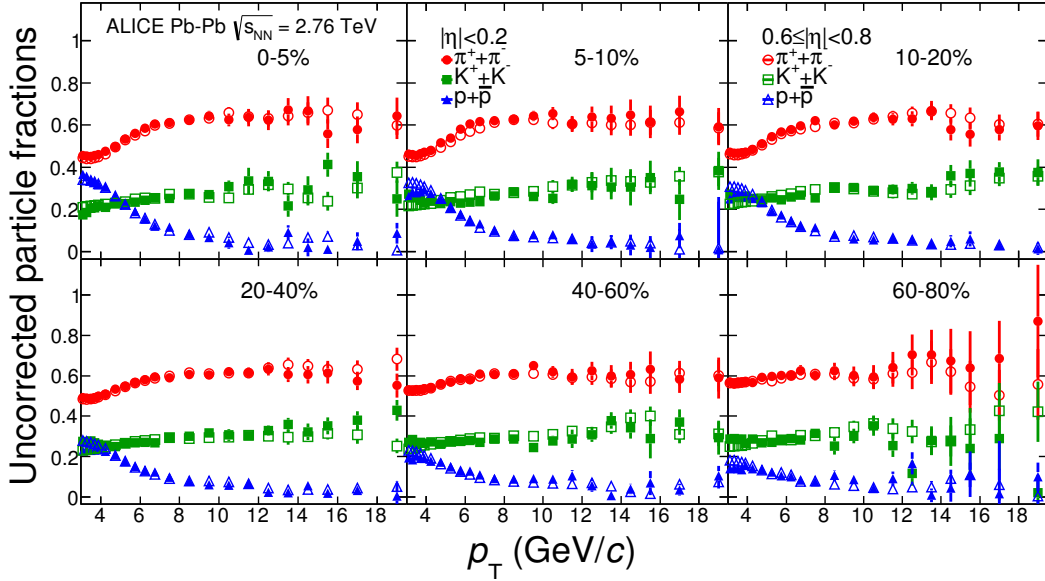 ALICE Pb-Pb √s_NN = 2.76 TeV
0-5%
|η|<0.2
π⁺+π⁻
K⁺±K⁻
p+p̅
5-10%
0.6≤|η|<0.8
π⁺+π⁻
K⁺±K⁻
p+p̅
10-20%
1
0.8
0.6
0.4
0.2
0
20-40%
40-60%
60-80%
1
0.8
0.6
0.4
0.2
0
4 6 8 10 12 14 16 18
4 6 8 10 12 14 16 18
4 6 8 10 12 14 16 18
Uncorrected particle fractions
p_T (GeV/c)